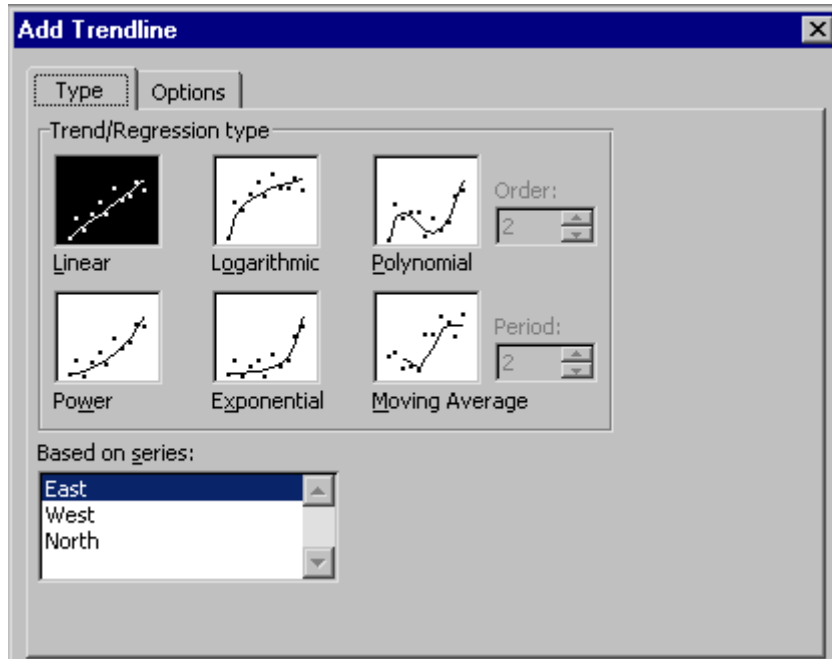 Add Trendline
Type Options
Trend/Regression type
Order:
2
Linear Logarithmic Polynomial
Period:
2
Power Exponential Moving Average
Based on series:
East
West
North